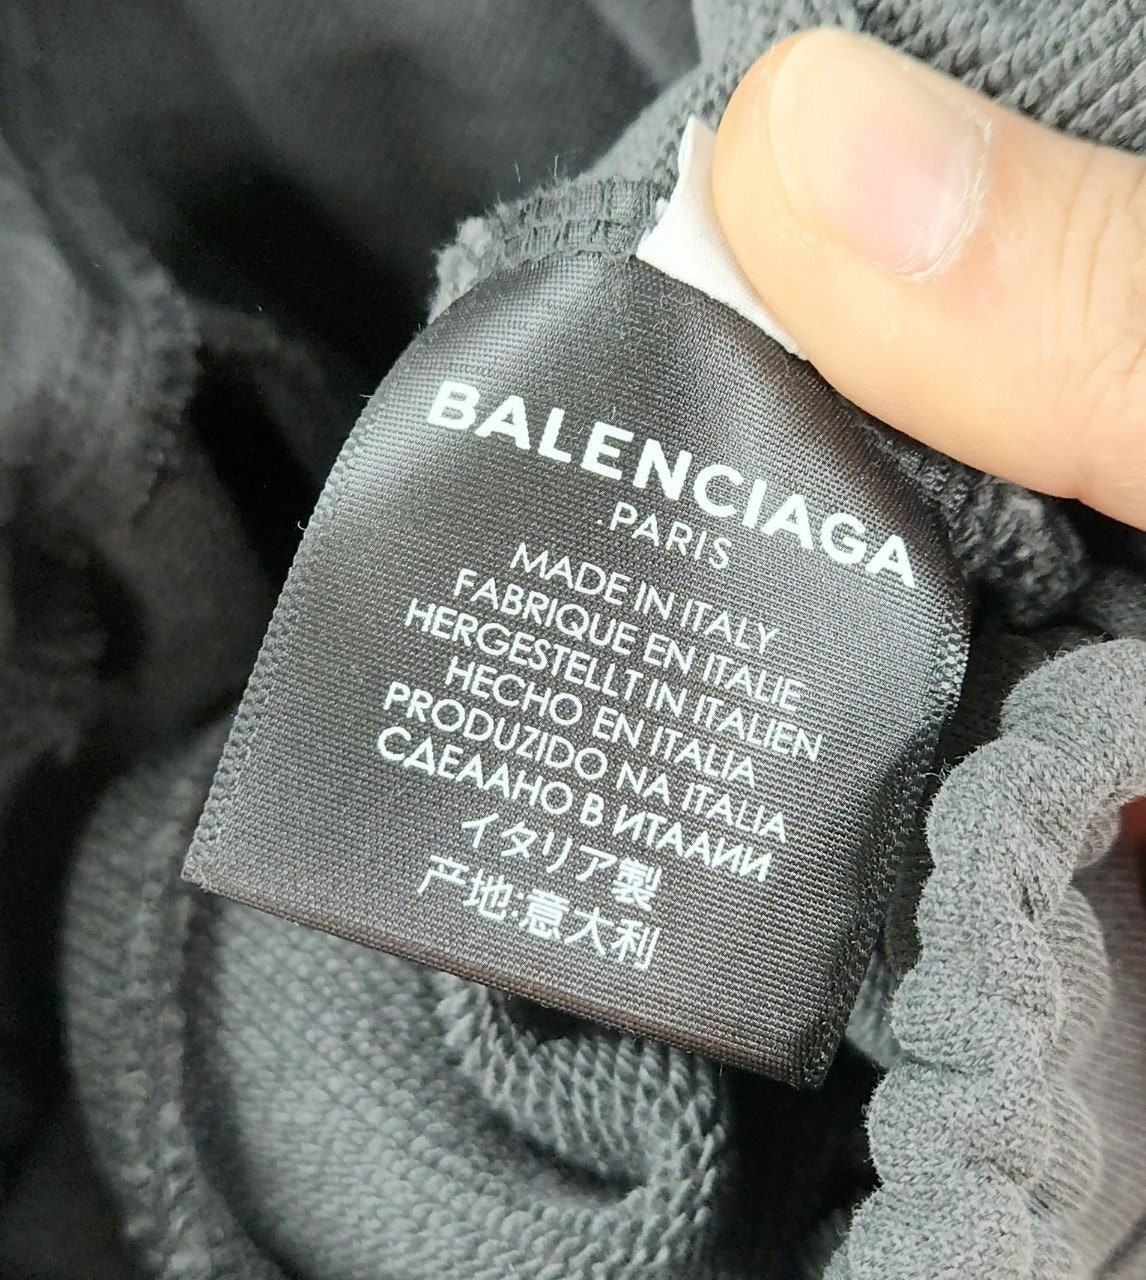 BALENCIAGA
PARIS
MADE IN ITALY
FABRIQUE EN ITALIE
HERGESTELLT IN ITALIEN
HECHO EN ITALIA
PRODUZIDO NA ITALIA
СДЕЛАНО В ИТАЛИИ
イタリア製
产地:意大利